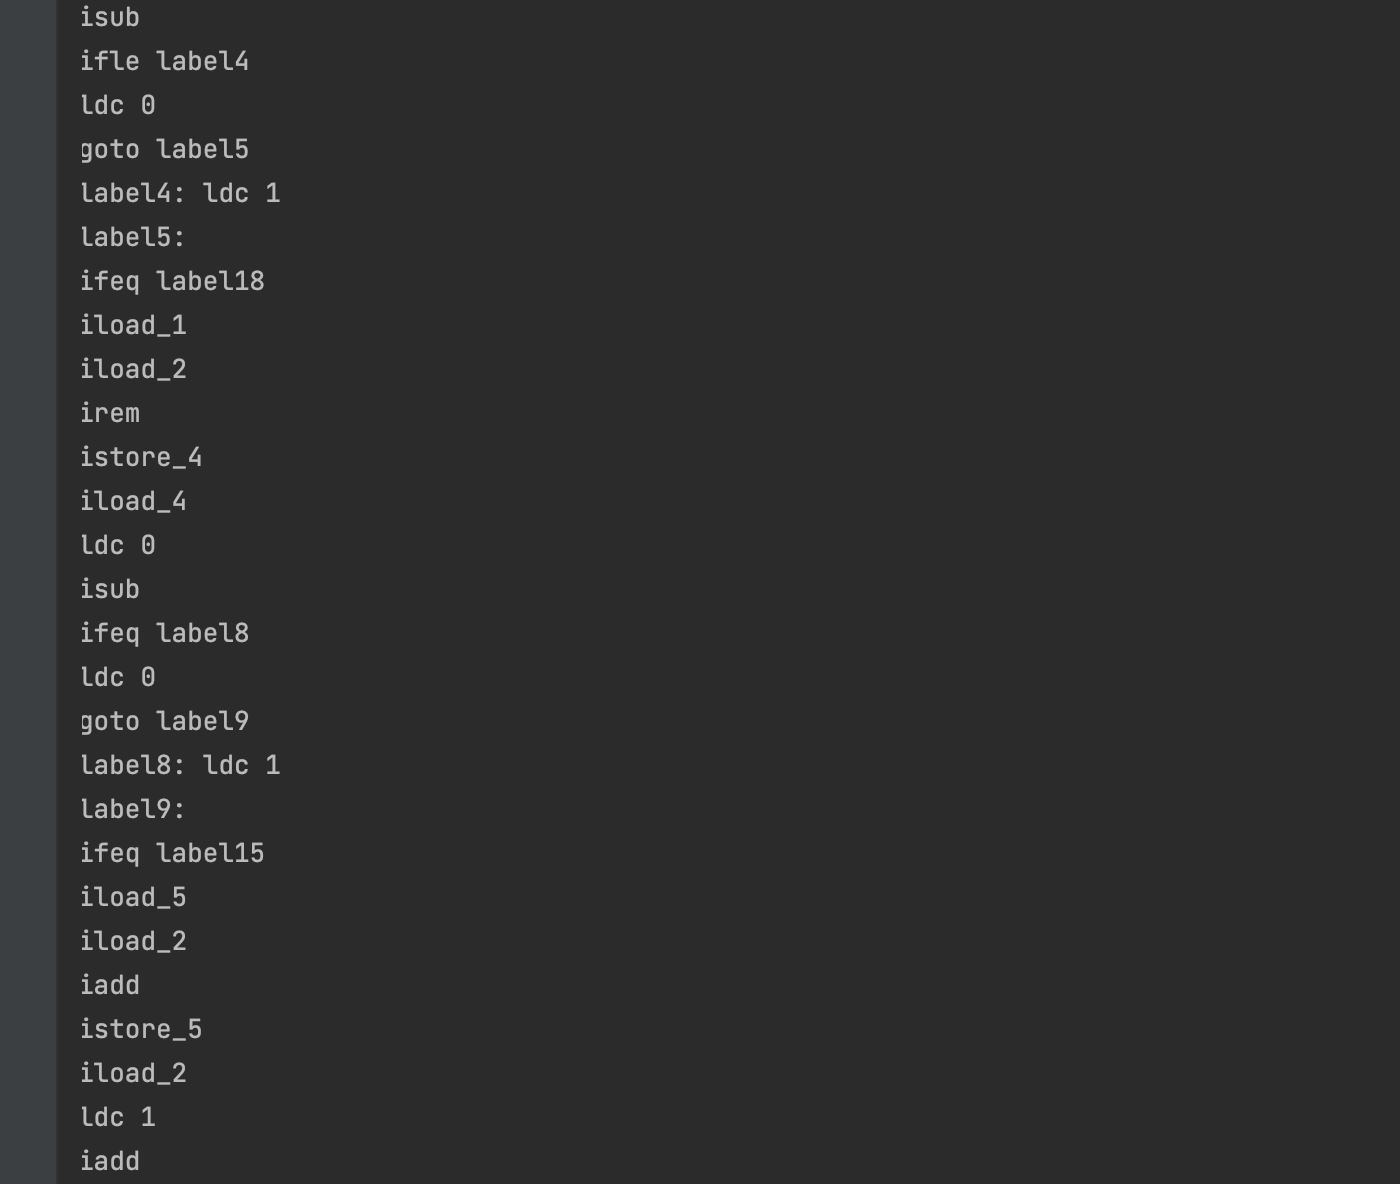 isub
ifle label4
ldc 0
goto label5
label4: ldc 1
label5:
ifeq label18
iload_1
iload_2
irem
istore_4
iload_4
ldc 0
isub
ifeq label8
ldc 0
goto label9
label8: ldc 1
label9:
ifeq label15
iload_5
iload_2
iadd
istore_5
iload_2
ldc 1
iadd